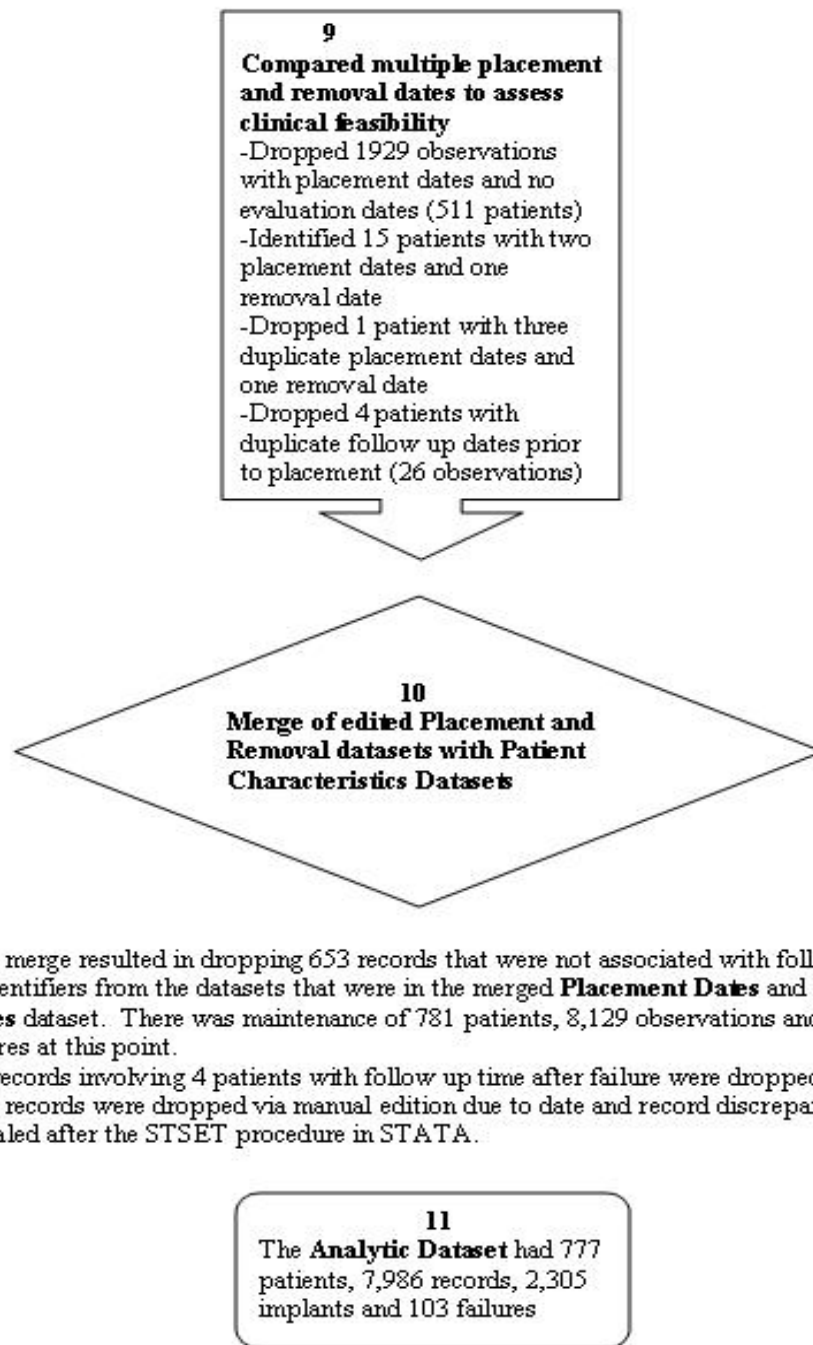 9
Compared multiple placement
and removal dates to assess
clinical feasibility
-Dropped 1929 observations
with placement dates and no
evaluation dates (511 patients)
-Identified 15 patients with two
placement dates and one
removal date
-Dropped 1 patient with three
duplicate placement dates and
one removal date
-Dropped 4 patients with
duplicate follow up dates prior
to placement (26 observations)
10
Merge of edited Placement and
Removal datasets with Patient
Characteristics Datasets
merge resulted in dropping 653 records that were not associated with foll
entifiers from the datasets that were in the merged Placement Dates and
es dataset. There was maintenance of 781 patients, 8,129 observations and
res at this point.
records involving 4 patients with follow up time after failure were dropped
records were dropped via manual edition due to date and record discrepa
aled after the STSET procedure in STATA.
11
The Analytic Dataset had 777
patients, 7,986 records, 2,305
implants and 103 failures